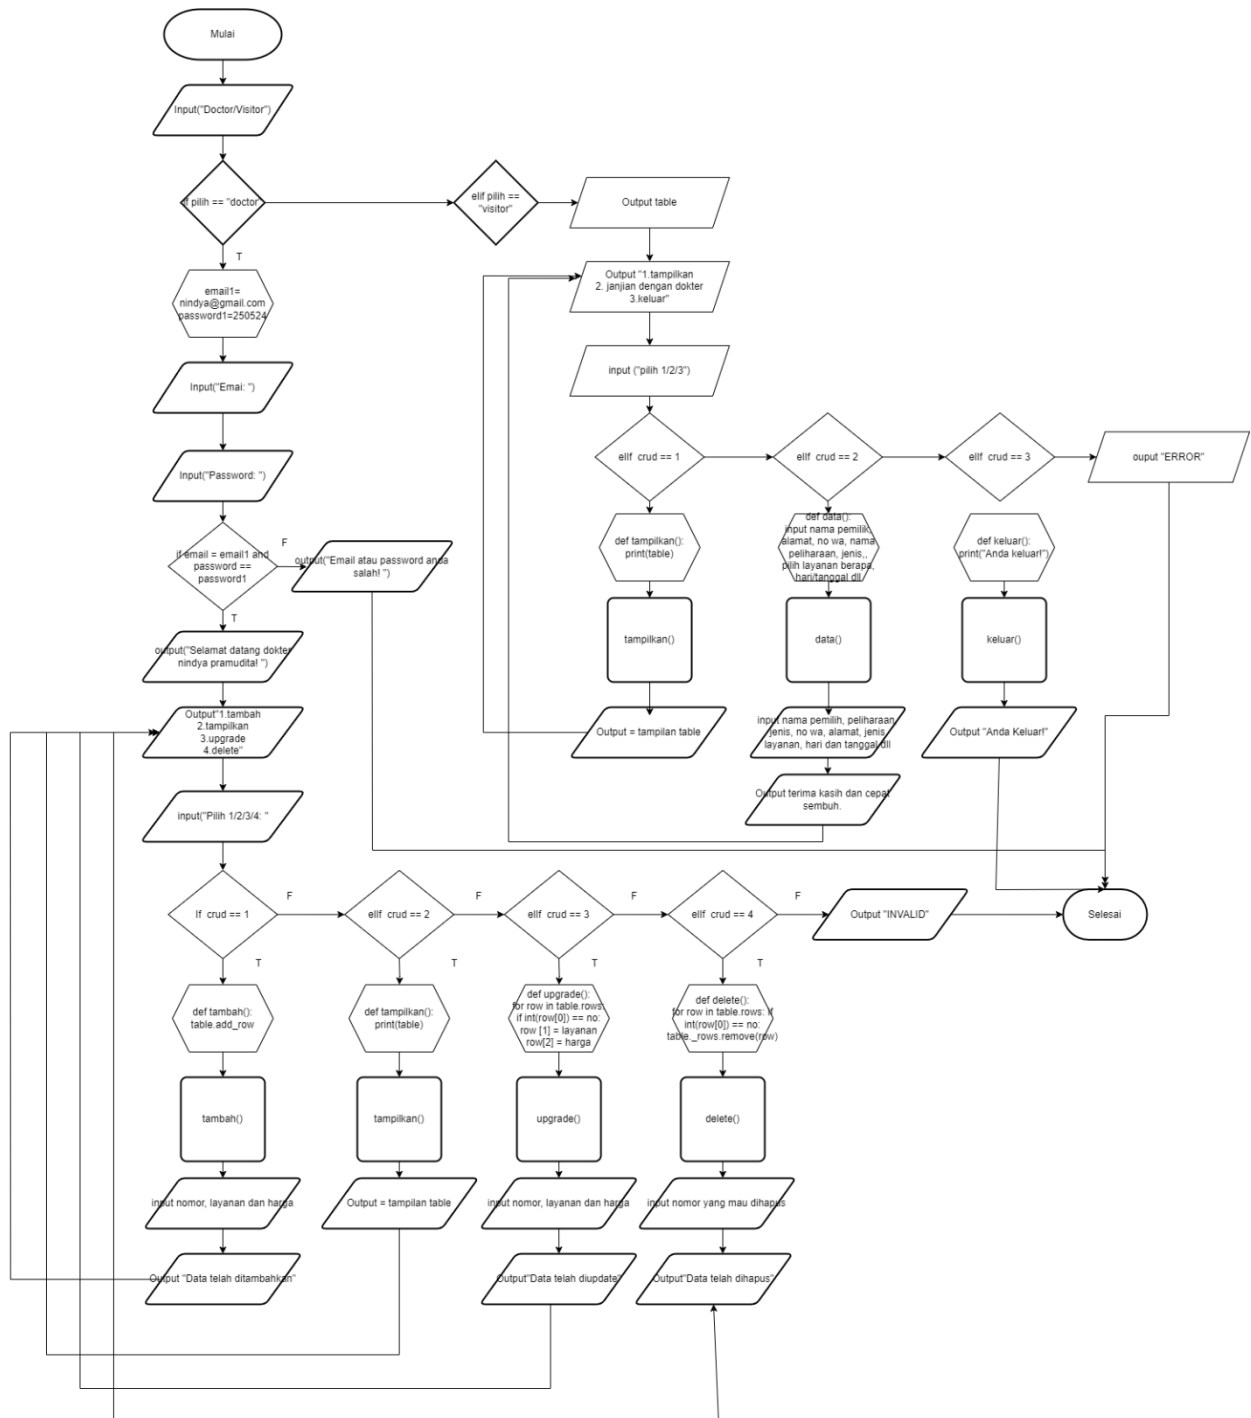 Mulai
Input("Doctor/Visitor")
if pilih == "doctor"
elif pilih ==
"visitor"
Output table
T
email1=
nindya@gmail.com
password1=250524
Output "1.tampilkan
2. janjian dengan dokter
3.keluar"
Input("Emai: ")
input ("pilih 1/2/3")
Input("Password: ")
elIf  crud == 1
elIf  crud == 2
elIf  crud == 3
ouput "ERROR"
if email = email1 and
password ==
password1
F
output("Email atau password anda
salah! ")
T
def tampilkan():
print(table)
def data():
input nama pemilik,
alamat, no wa, nama
peliharaan, jenis,,
pilih layanan berapa,
hari/tanggal dll
def keluar():
print("Anda keluar!")
tampilkan()
data()
keluar()
output("Selamat datang dokter
nindya pramudita! ")
Output"1.tambah
2.tampilkan
3.upgrade
4.delete"
Output = tampilan table
input nama pemilih, peliharaan,
jenis, no wa, alamat, jenis
layanan, hari dan tanggal dll
Output "Anda Keluar!"
Output terima kasih dan cepat
sembuh.
input("Pilih 1/2/3/4: "
If  crud == 1
F
elIf  crud == 2
F
elIf  crud == 3
F
elIf  crud == 4
F
Output "INVALID"
Selesai
T
T
T
T
def tambah():
table.add_row
def tampilkan():
print(table)
def upgrade():
for row in table.rows:
if int(row[0]) == no:
row [1] = layanan
row[2] = harga
def delete():
for row in table.rows: if
int(row[0]) == no:
table._rows.remove(row)
tambah()
tampilkan()
upgrade()
delete()
input nomor, layanan dan harga
Output = tampilan table
input nomor, layanan dan harga
input nomor yang mau dihapus
Output "Data telah ditambahkan"
Output"Data telah diupdate"
Output"Data telah dihapus"